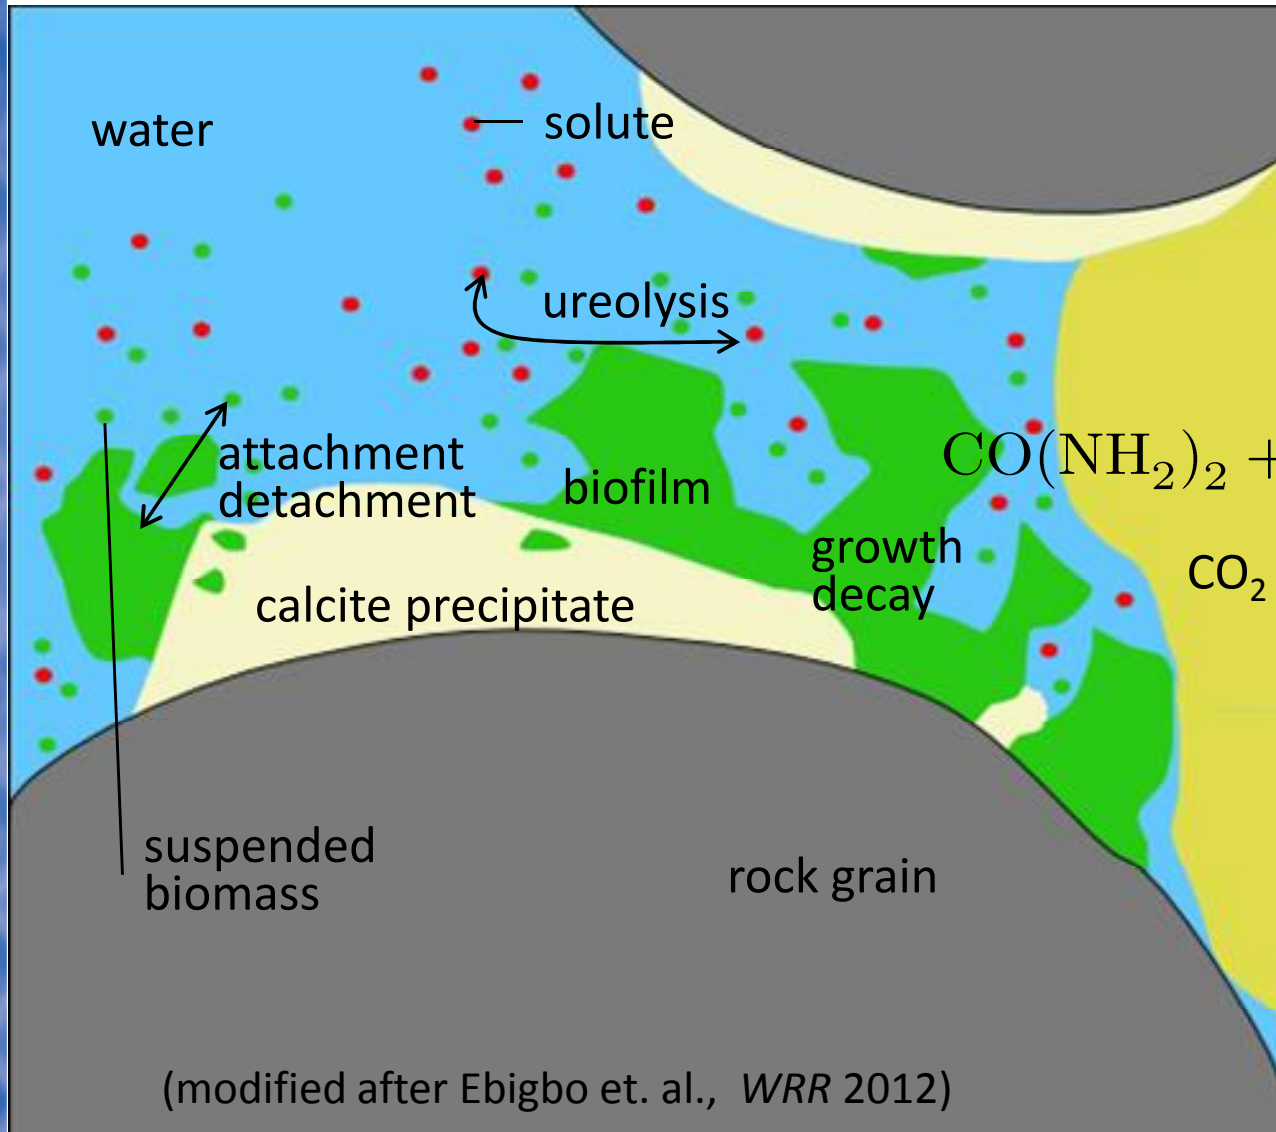 water
solute
ureolysis
attachment
detachment
biofilm
CO(NH₂)₂ +
growth
decay
CO₂
calcite precipitate
suspended
biomass
rock grain
(modified after Ebigbo et. al., WRR 2012)